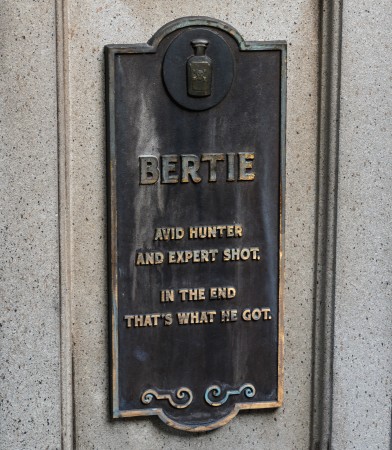 BERTIE
AVID HUNTER
AND EXPERT SHOT,
IN THE END
THAT'S WHAT HE GOT.